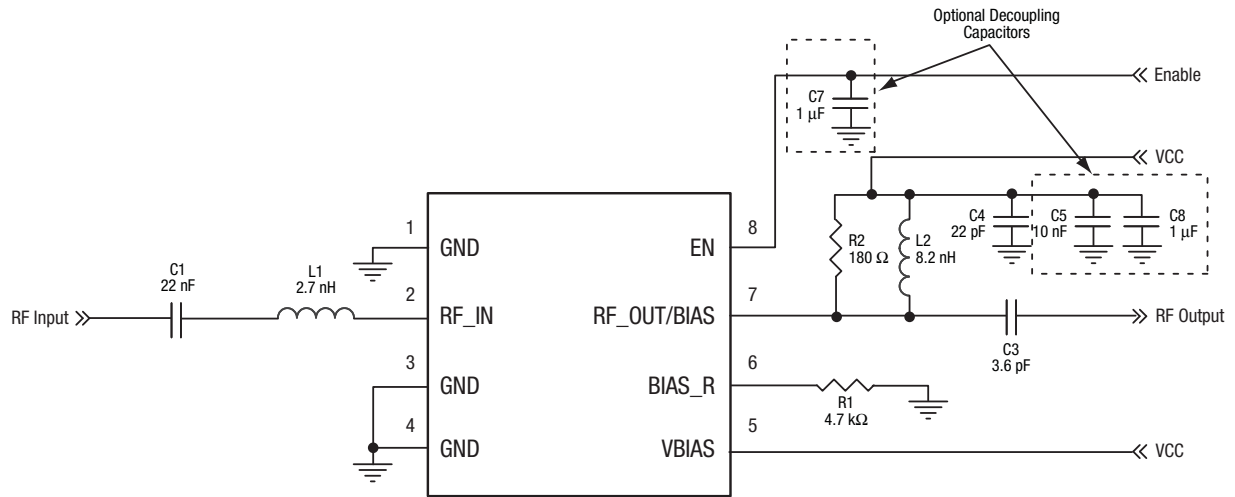 Optional Decoupling
Capacitors
Enable
C7
1 µF
VCC
1
GND
8
EN
R2
180 Ω
L2
8.2 nH
C4
22 pF
C5
10 nF
C8
1 µF
C1
22 nF
L1
2.7 nH
RF Input
2
RF_IN
7
RF_OUT/BIAS
RF Output
C3
3.6 pF
3
GND
6
BIAS_R
R1
4.7 kΩ
4
GND
5
VBIAS
VCC